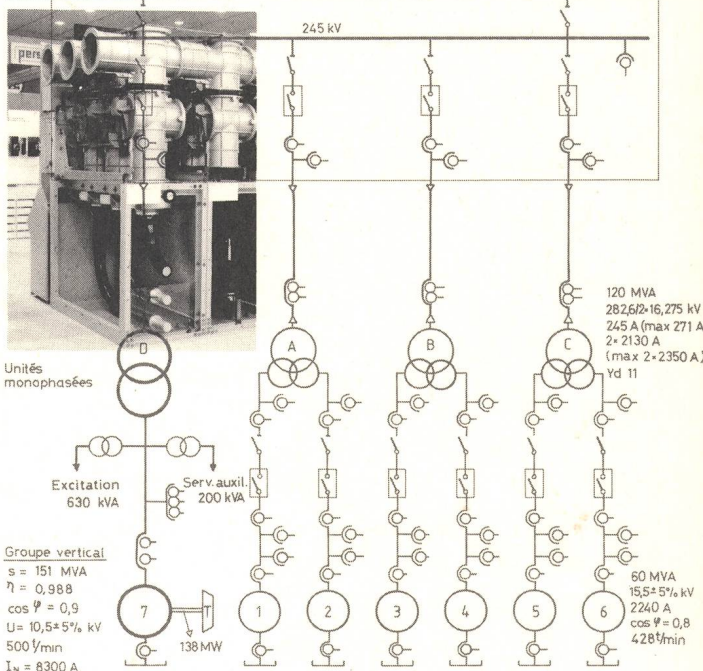 pers
245 kV
120 MVA
282,6/2×16,275 kV
245 A (max 271 A)
2×2130 A
(max 2×2350 A)
Yd 11
D
A
B
C
Unités
monophasées
Excitation
630 kVA
Serv. auxil.
200 kVA
Groupe vertical
s = 151 MVA
η = 0,988
cos φ = 0,9
U = 10,5±5% kV
500 t/min
I_N = 8300 A
7
T
138 MW
1
2
3
4
5
6
60 MVA
15,5±5% kV
2240 A
cos φ = 0,8
428 t/min